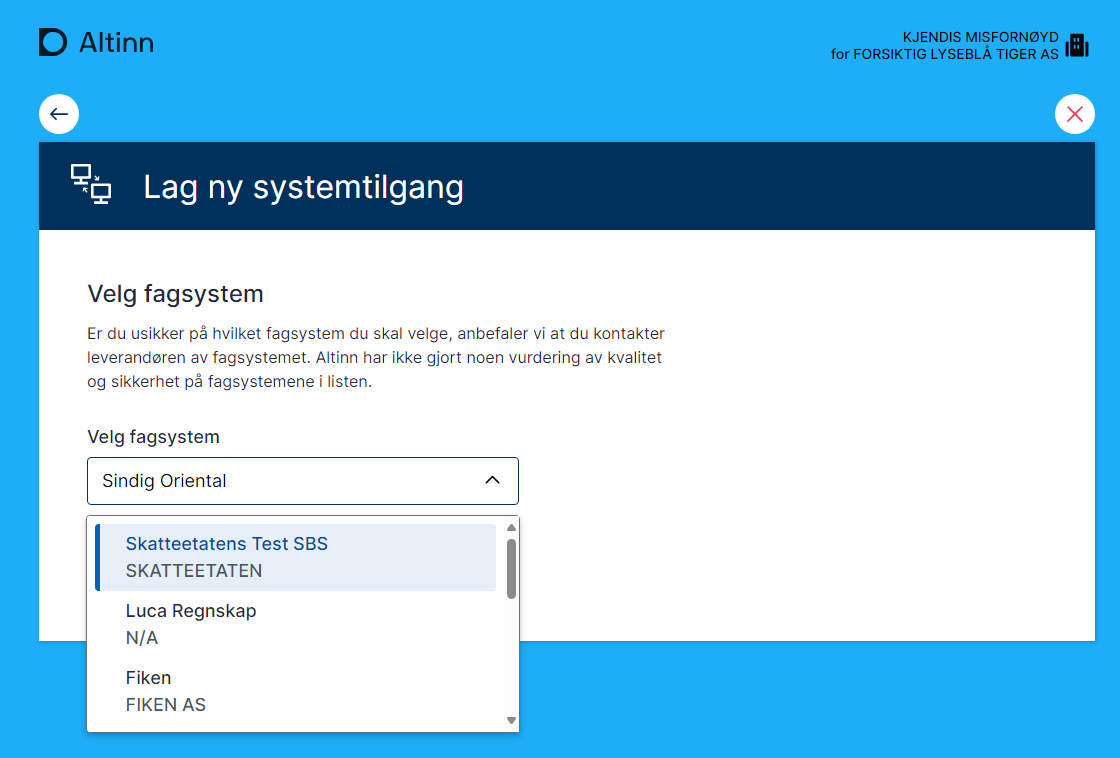 Altinn
KJENDIS MISFORNØYD
for FORSIKTIG LYSEBLÅ TIGER AS
Lag ny systemtilgang
Velg fagsystem
Er du usikker på hvilket fagsystem du skal velge, anbefaler vi at du kontakter
leverandøren av fagsystemet. Altinn har ikke gjort noen vurdering av kvalitet
og sikkerhet på fagsystemene i listen.
Velg fagsystem
Sindig Oriental
Skatteetatens Test SBS
SKATTEETATEN
Luca Regnskap
N/A
Fiken
FIKEN AS